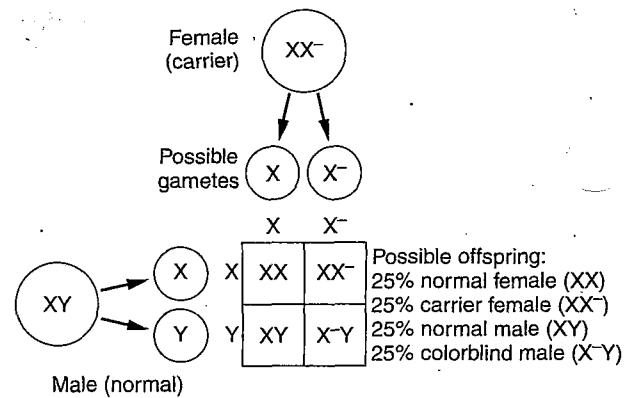 Female
(carrier)
XX⁻
Possible
gametes
X X⁻
X X⁻
XY
X X XX XX⁻
Y Y XY X⁻Y
Male (normal)
Possible offspring:
25% normal female (XX)
25% carrier female (XX⁻)
25% normal male (XY)
25% colorblind male (X⁻Y)